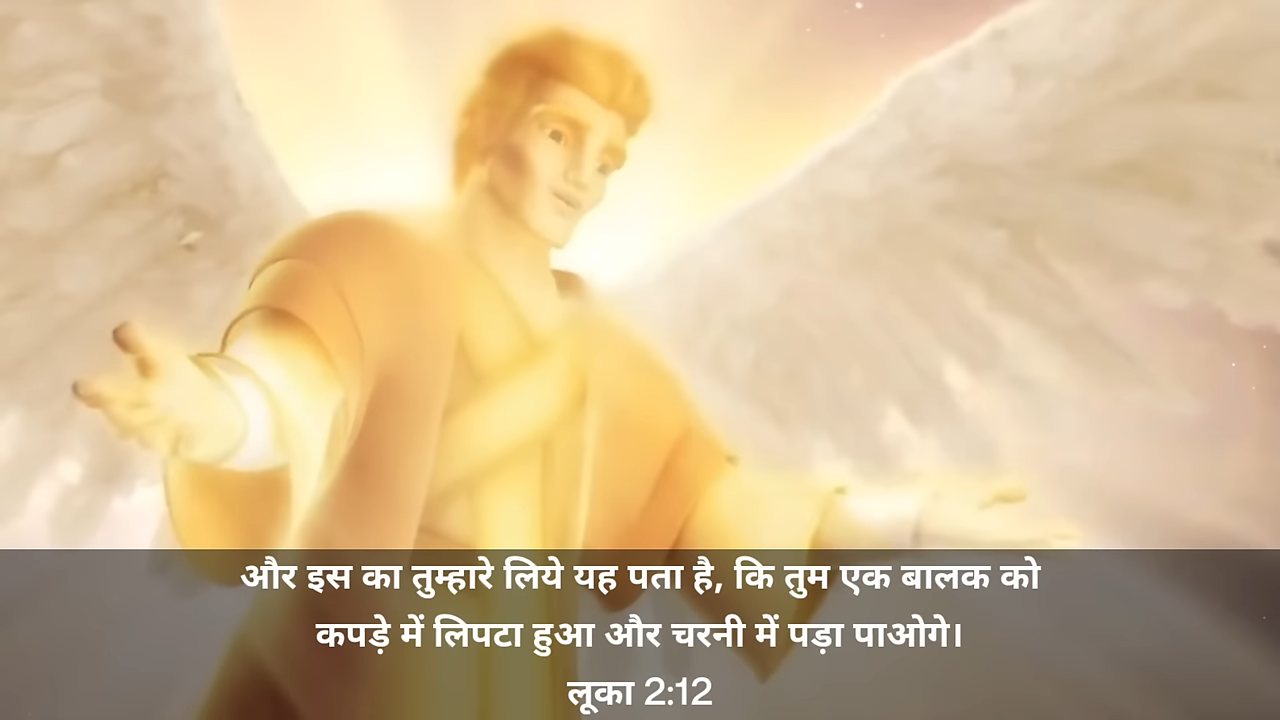 और इस का तुम्हारे लिये यह पता है, कि तुम एक बालक को
कपड़े में लिपटा हुआ और चरनी में पड़ा पाओगे।
लूका 2:12